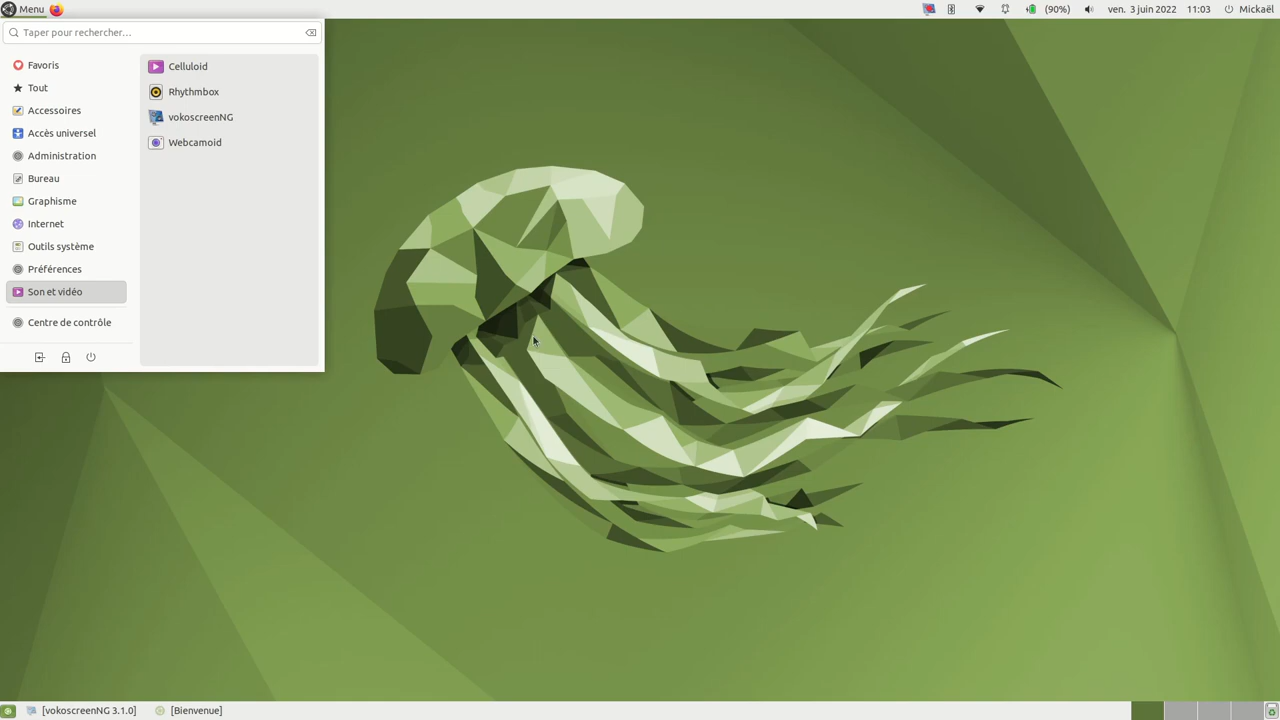 Menu
(90%) ven. 3 juin 2022 11:03 Mickaël
Taper pour rechercher…
Favoris
Tout
Accessoires
Accès universel
Administration
Bureau
Graphisme
Internet
Outils système
Préférences
Son et vidéo
Centre de contrôle
Celluloid
Rhythmbox
vokoscreenNG
Webcamoid
[vokoscreenNG 3.1.0] [Bienvenue]